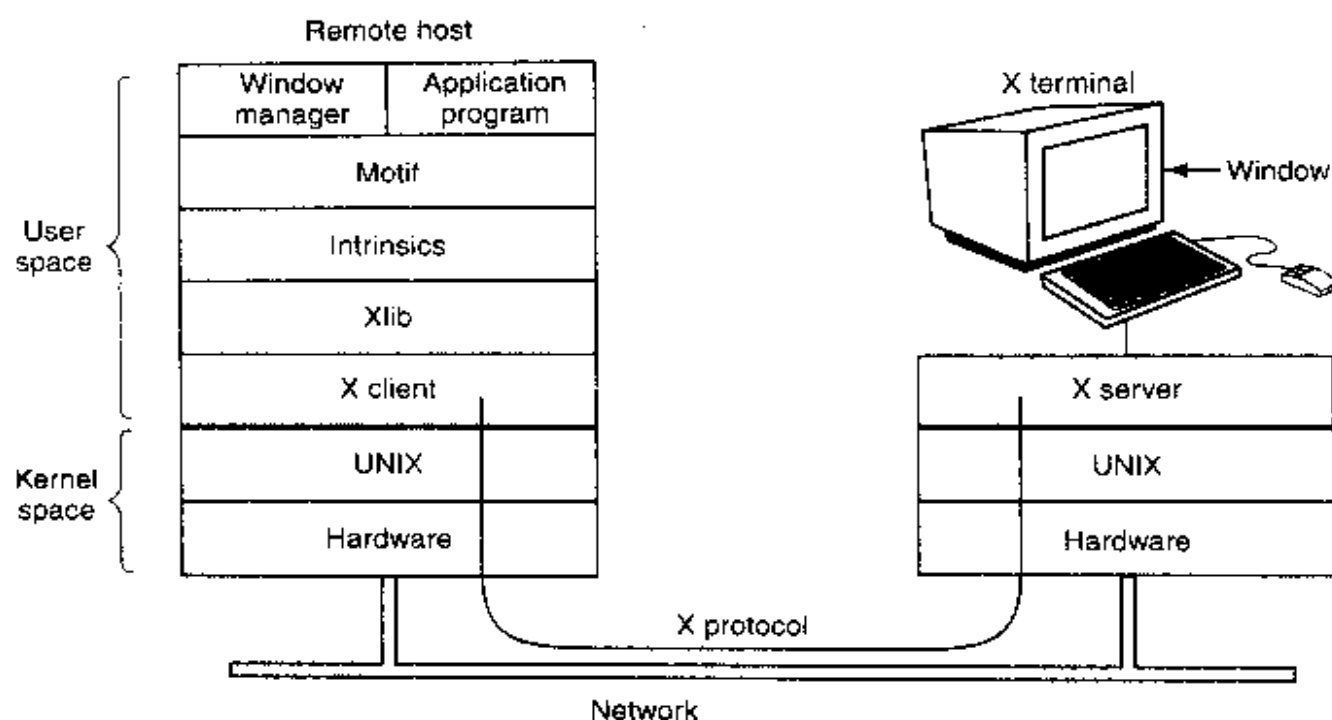 Remote host
Window
manager
Application
program
Motif
Intrinsics
Xlib
X client
UNIX
Hardware
User
space
Kernel
space
X terminal
Window
X server
UNIX
Hardware
X protocol
Network